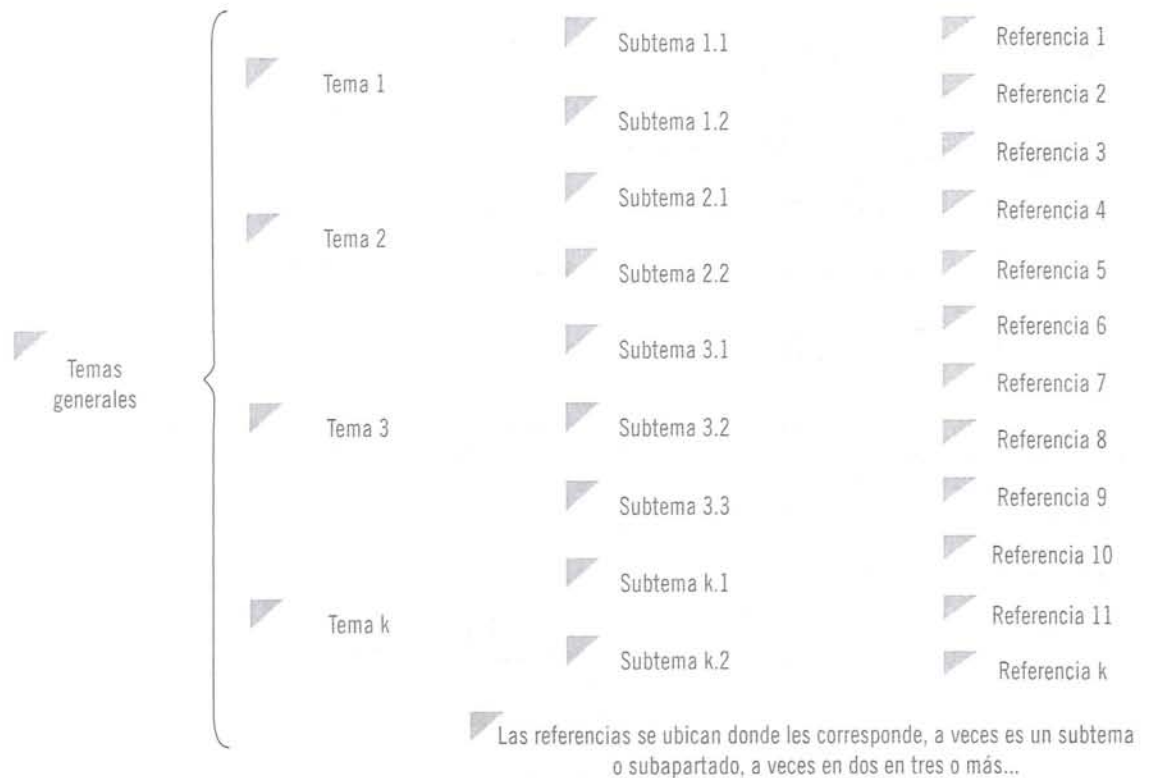 Temas
generales
Tema 1
Tema 2
Tema 3
Tema k
Subtema 1.1
Subtema 1.2
Subtema 2.1
Subtema 2.2
Subtema 3.1
Subtema 3.2
Subtema 3.3
Subtema k.1
Subtema k.2
Referencia 1
Referencia 2
Referencia 3
Referencia 4
Referencia 5
Referencia 6
Referencia 7
Referencia 8
Referencia 9
Referencia 10
Referencia 11
Referencia k
Las referencias se ubican donde les corresponde, a veces es un subtema
o subapartado, a veces en dos en tres o más...